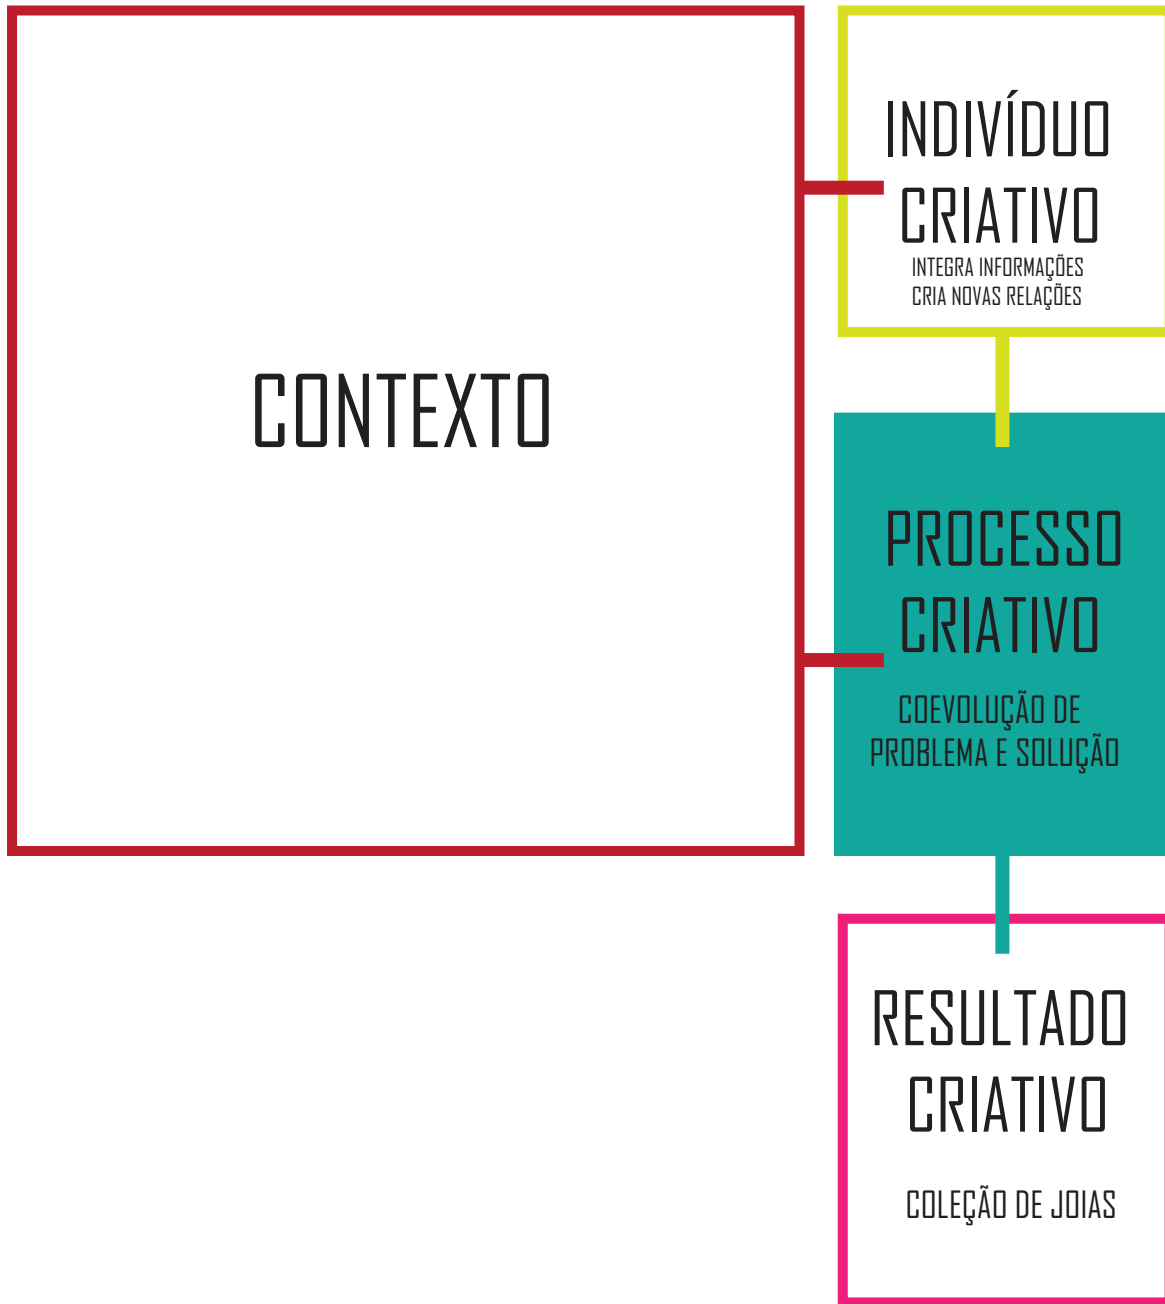 CONTEXTO
INDIVÍDUO
CRIATIVO
INTEGRA INFORMAÇÕES
CRIA NOVAS RELAÇÕES
PROCESSO
CRIATIVO
COEVOLUÇÃO DE
PROBLEMA E SOLUÇÃO
RESULTADO
CRIATIVO
COLEÇÃO DE JOIAS